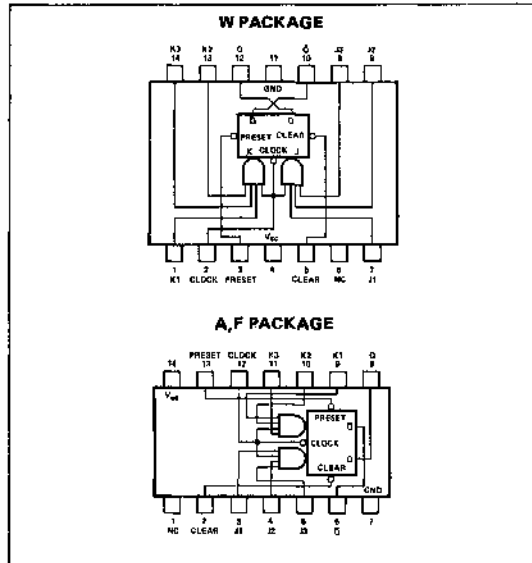 W PACKAGE
K3 K2 Q Q̅ J3 J2
14 13 12 11 10 9 8
GND
Q̅ Q
PRESET CLEAR
K CLOCK J
VCC
1 2 3 4 5 6 7
K1 CLOCK PRESET CLEAR NC J1
A,F PACKAGE
PRESET CLOCK K3 K2 K1 Q
14 13 12 11 10 9 8
VCC
PRESET
Q̅
CLOCK
Q
CLEAR
GND
1 2 3 4 5 6 7
NC CLEAR J1 J2 J3 Q̅